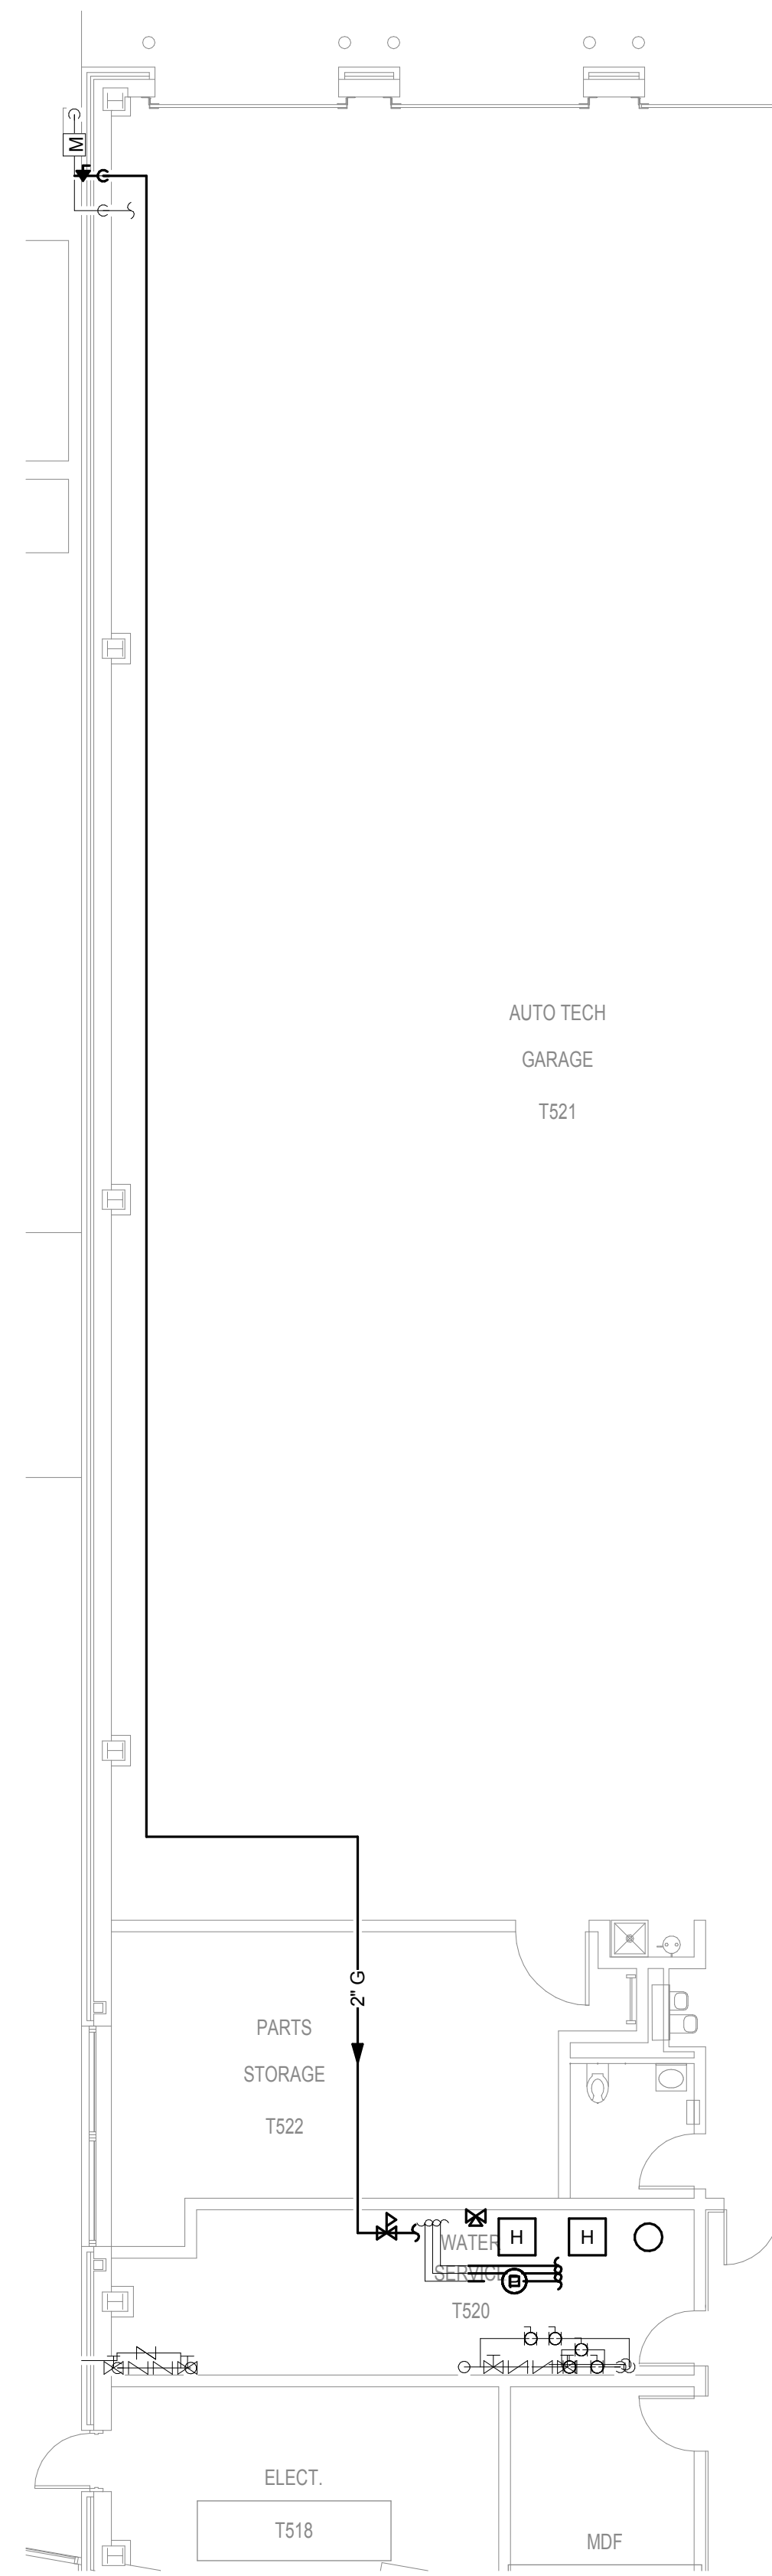 M
AUTO TECH
GARAGE
T521
2" G
PARTS
STORAGE
T522
H
H
WATER
SERVICE
T520
ELECT.
T518
MDF